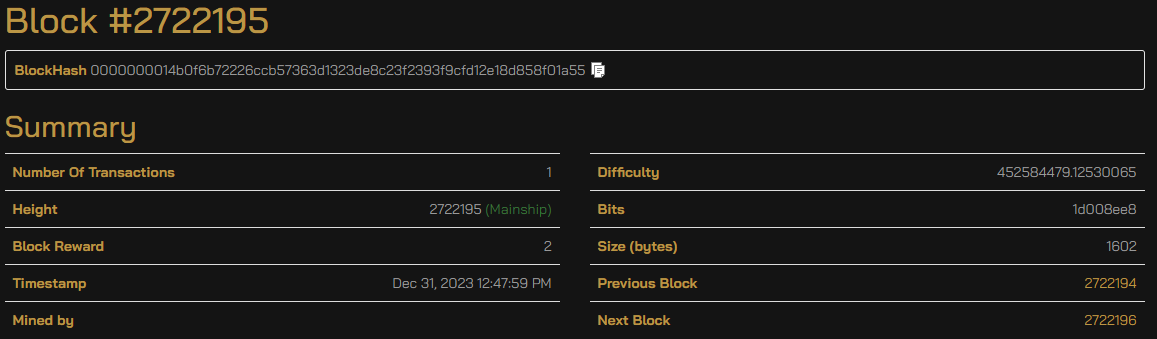 Block #2722195
BlockHash 0000000014b0f6b72226ccb57363d1323de8c23f2393f9cfd12e18d858f01a55
Summary
Number Of Transactions 1
Height 2722195 (Mainship)
Block Reward 2
Timestamp Dec 31, 2023 12:47:59 PM
Mined by
Difficulty 452584479.12530065
Bits 1d008ee8
Size (bytes) 1602
Previous Block 2722194
Next Block 2722196